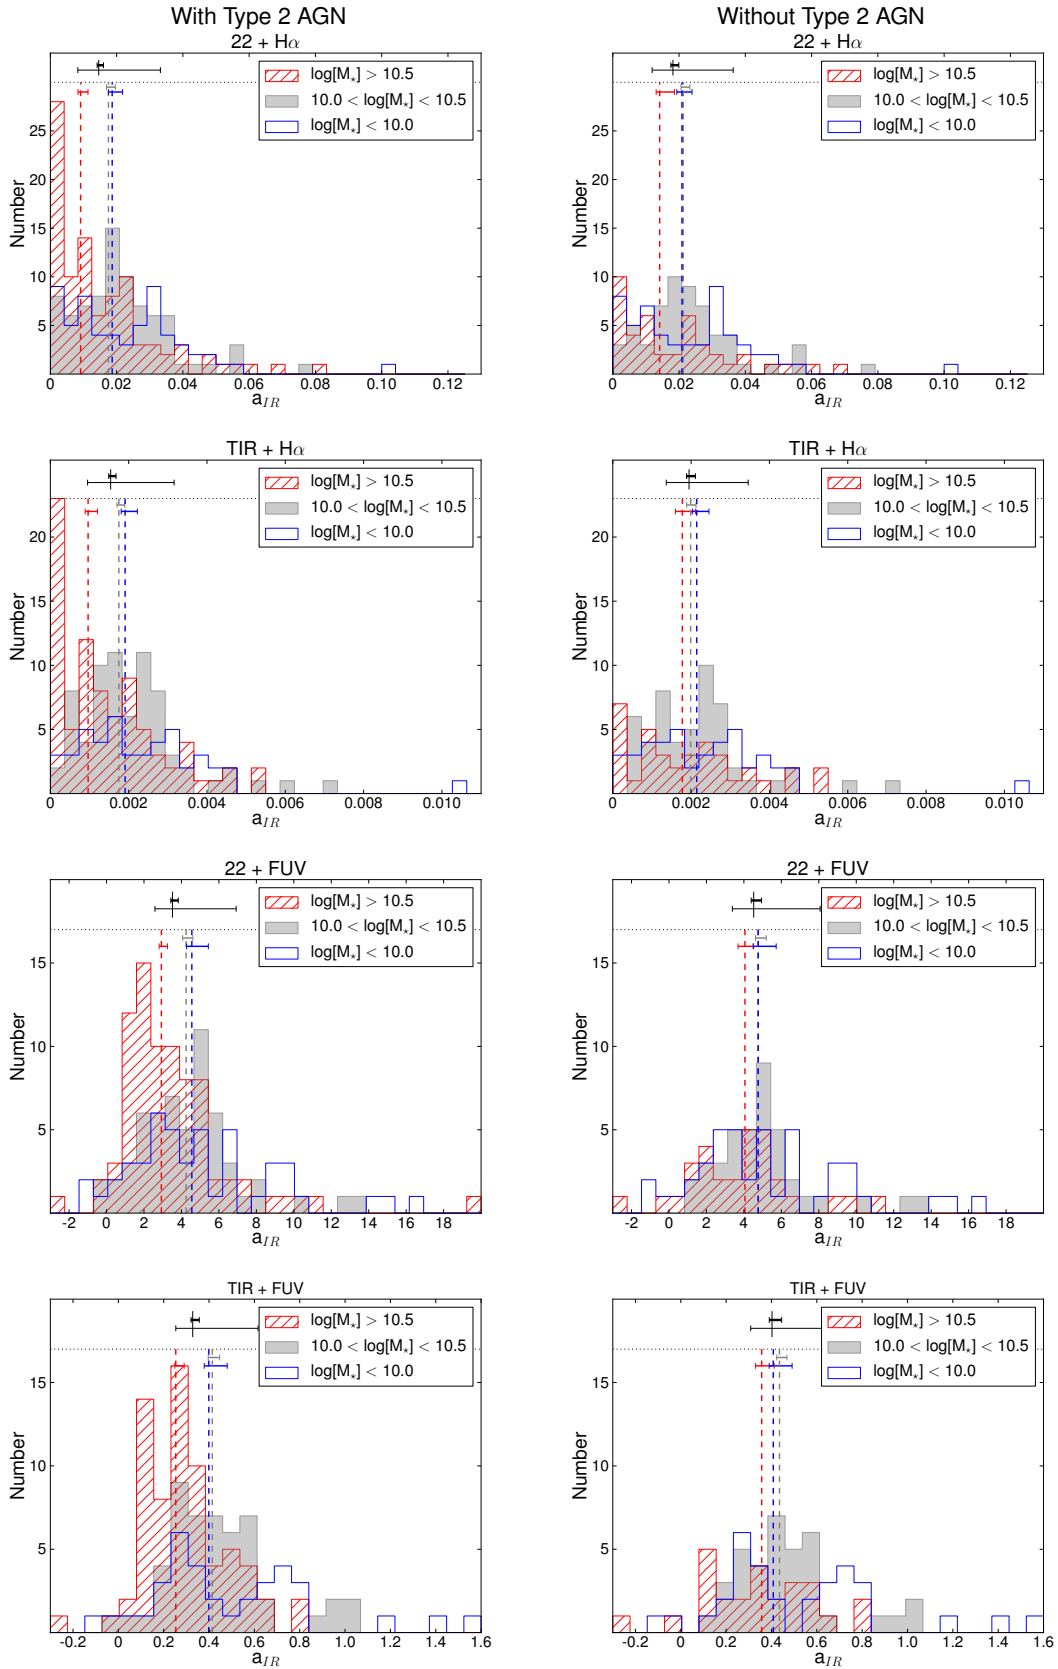 With Type 2 AGN
Without Type 2 AGN
22 + Hα
log[M⋆] > 10.5
10.0 < log[M⋆] < 10.5
log[M⋆] < 10.0
Number
25
20
15
10
5
0 0.02 0.04 0.06 0.08 0.10 0.12
a_IR
22 + Hα
log[M⋆] > 10.5
10.0 < log[M⋆] < 10.5
log[M⋆] < 10.0
Number
25
20
15
10
5
0 0.02 0.04 0.06 0.08 0.10 0.12
a_IR
TIR + Hα
log[M⋆] > 10.5
10.0 < log[M⋆] < 10.5
log[M⋆] < 10.0
Number
20
15
10
5
0 0.002 0.004 0.006 0.008 0.010
a_IR
TIR + Hα
log[M⋆] > 10.5
10.0 < log[M⋆] < 10.5
log[M⋆] < 10.0
Number
20
15
10
5
0 0.002 0.004 0.006 0.008 0.010
a_IR
22 + FUV
log[M⋆] > 10.5
10.0 < log[M⋆] < 10.5
log[M⋆] < 10.0
Number
15
10
5
-2 0 2 4 6 8 10 12 14 16 18
a_IR
22 + FUV
log[M⋆] > 10.5
10.0 < log[M⋆] < 10.5
log[M⋆] < 10.0
Number
15
10
5
-2 0 2 4 6 8 10 12 14 16 18
a_IR
TIR + FUV
log[M⋆] > 10.5
10.0 < log[M⋆] < 10.5
log[M⋆] < 10.0
Number
15
10
5
-0.2 0 0.2 0.4 0.6 0.8 1.0 1.2 1.4 1.6
a_IR
TIR + FUV
log[M⋆] > 10.5
10.0 < log[M⋆] < 10.5
log[M⋆] < 10.0
Number
15
10
5
-0.2 0 0.2 0.4 0.6 0.8 1.0 1.2 1.4 1.6
a_IR